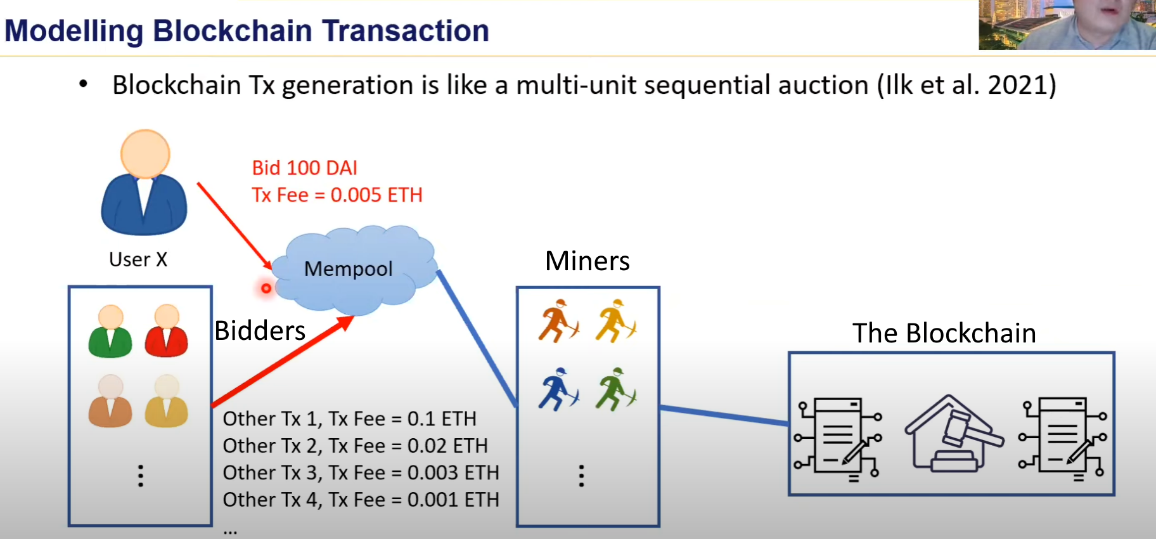 Modelling Blockchain Transaction
• Blockchain Tx generation is like a multi-unit sequential auction (Ilk et al. 2021)
Bid 100 DAI
Tx Fee = 0.005 ETH
User X
Mempool
Miners
Bidders
The Blockchain
Other Tx 1, Tx Fee = 0.1 ETH
Other Tx 2, Tx Fee = 0.02 ETH
Other Tx 3, Tx Fee = 0.003 ETH
Other Tx 4, Tx Fee = 0.001 ETH
...